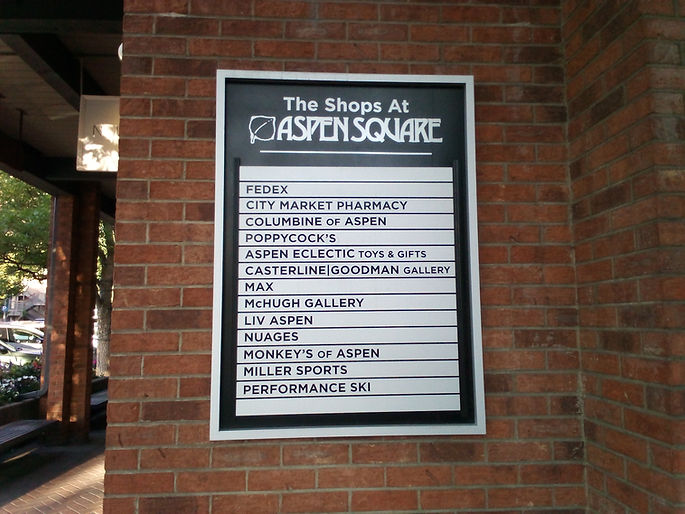 The Shops At
ASPEN SQUARE
FEDEX
CITY MARKET PHARMACY
COLUMBINE OF ASPEN
POPPYCOCK'S
ASPEN ECLECTIC TOYS & GIFTS
CASTERLINE|GOODMAN GALLERY
MAX
McHUGH GALLERY
LIV ASPEN
NUAGES
MONKEY'S OF ASPEN
MILLER SPORTS
PERFORMANCE SKI